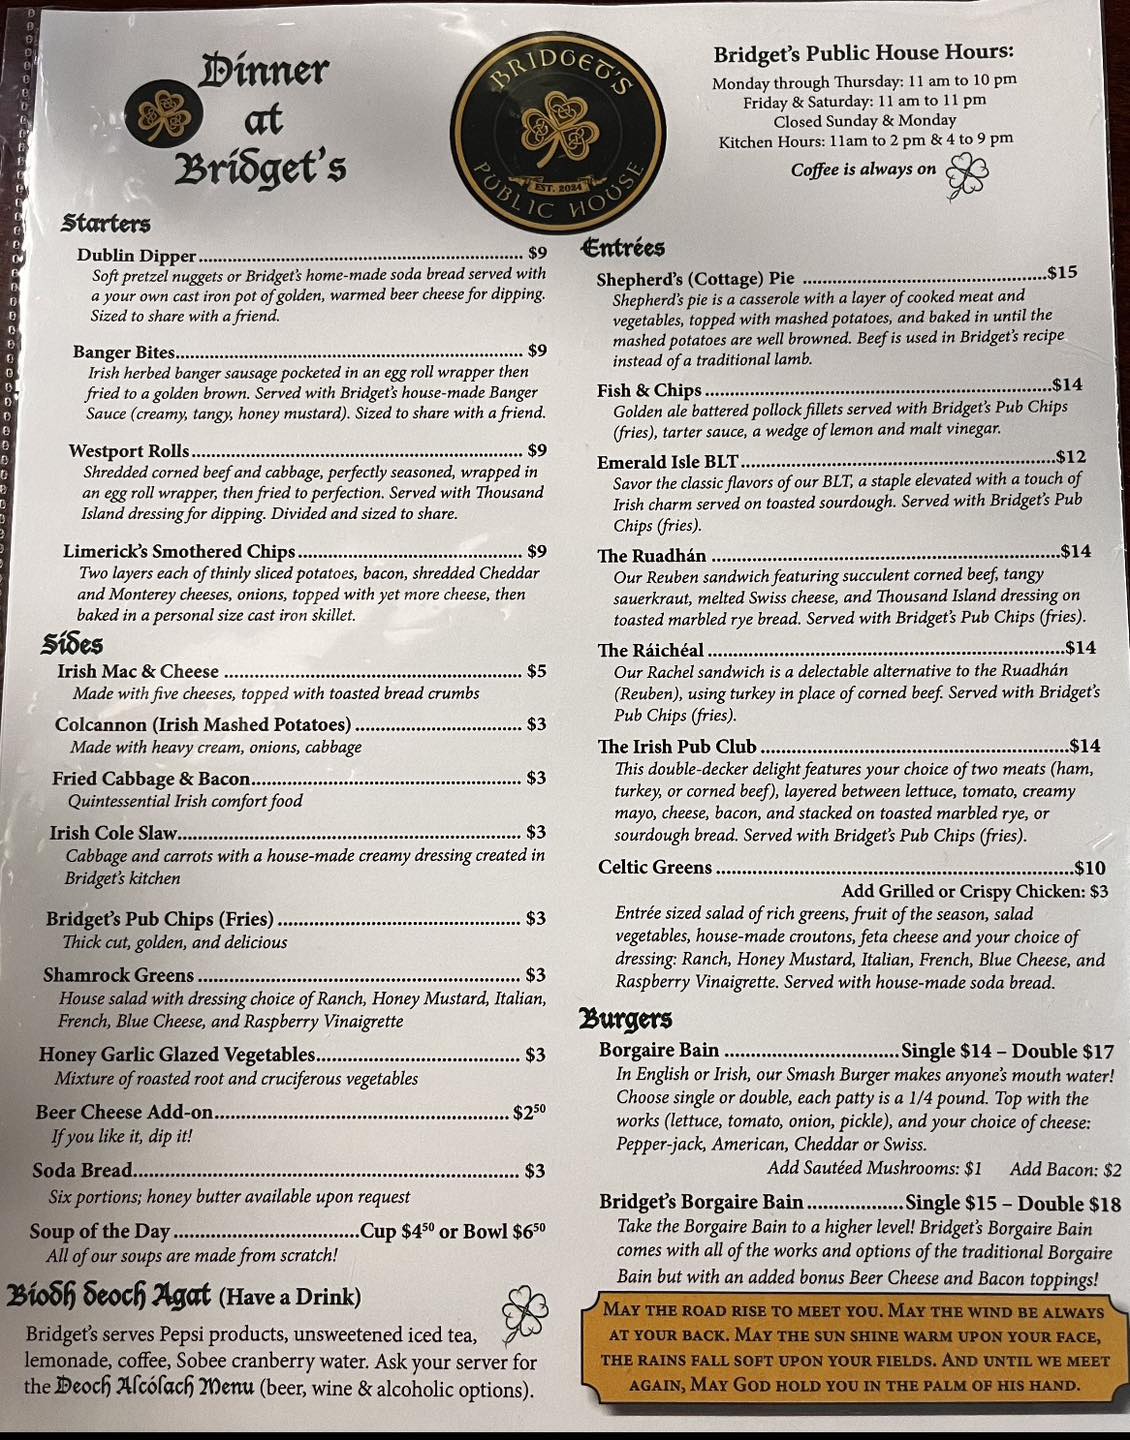 Dinner
at
Bridget's
BRIDGET'S
EST. 2024
PUBLIC HOUSE
Bridget's Public House Hours:
Monday through Thursday: 11 am to 10 pm
Friday & Saturday: 11 am to 11 pm
Closed Sunday & Monday
Kitchen Hours: 11am to 2 pm & 4 to 9 pm
Coffee is always on
Starters
Dublin Dipper........ $9
Soft pretzel nuggets or Bridget's home-made soda bread served with
a your own cast iron pot of golden, warmed beer cheese for dipping.
Sized to share with a friend.
Banger Bites........ $9
Irish herbed banger sausage pocketed in an egg roll wrapper then
fried to a golden brown. Served with Bridget's house-made Banger
Sauce (creamy, tangy, honey mustard). Sized to share with a friend.
Westport Rolls........ $9
Shredded corned beef and cabbage, perfectly seasoned, wrapped in
an egg roll wrapper, then fried to perfection. Served with Thousand
Island dressing for dipping. Divided and sized to share.
Limerick's Smothered Chips........ $9
Two layers each of thinly sliced potatoes, bacon, shredded Cheddar
and Monterey cheeses, onions, topped with yet more cheese, then
baked in a personal size cast iron skillet.
Sides
Irish Mac & Cheese ........ $5
Made with five cheeses, topped with toasted bread crumbs
Colcannon (Irish Mashed Potatoes)........ $3
Made with heavy cream, onions, cabbage
Fried Cabbage & Bacon........ $3
Quintessential Irish comfort food
Irish Cole Slaw........ $3
Cabbage and carrots with a house-made creamy dressing created in
Bridget's kitchen
Bridget's Pub Chips (Fries)........ $3
Thick cut, golden, and delicious
Shamrock Greens ........ $3
House salad with dressing choice of Ranch, Honey Mustard, Italian,
French, Blue Cheese, and Raspberry Vinaigrette
Honey Garlic Glazed Vegetables........ $3
Mixture of roasted root and cruciferous vegetables
Beer Cheese Add-on........ $2⁵⁰
If you like it, dip it!
Soda Bread........ $3
Six portions; honey butter available upon request
Soup of the Day........Cup $4⁵⁰ or Bowl $6⁵⁰
All of our soups are made from scratch!
Biodh deoch Agat (Have a Drink)
Bridget's serves Pepsi products, unsweetened iced tea,
lemonade, coffee, Sobee cranberry water. Ask your server for
the Deoch Alcólach Menu (beer, wine & alcoholic options).
Entrées
Shepherd's (Cottage) Pie ........$15
Shepherd's pie is a casserole with a layer of cooked meat and
vegetables, topped with mashed potatoes, and baked in until the
mashed potatoes are well browned. Beef is used in Bridget's recipe
instead of a traditional lamb.
Fish & Chips........$14
Golden ale battered pollock fillets served with Bridget's Pub Chips
(fries), tarter sauce, a wedge of lemon and malt vinegar.
Emerald Isle BLT........$12
Savor the classic flavors of our BLT, a staple elevated with a touch of
Irish charm served on toasted sourdough. Served with Bridget's Pub
Chips (fries).
The Ruadhán ........$14
Our Reuben sandwich featuring succulent corned beef, tangy
sauerkraut, melted Swiss cheese, and Thousand Island dressing on
toasted marbled rye bread. Served with Bridget's Pub Chips (fries).
The Ráichéal........$14
Our Rachel sandwich is a delectable alternative to the Ruadhán
(Reuben), using turkey in place of corned beef. Served with Bridget's
Pub Chips (fries).
The Irish Pub Club........$14
This double-decker delight features your choice of two meats (ham,
turkey, or corned beef), layered between lettuce, tomato, creamy
mayo, cheese, bacon, and stacked on toasted marbled rye, or
sourdough bread. Served with Bridget's Pub Chips (fries).
Celtic Greens........$10
Add Grilled or Crispy Chicken: $3
Entrée sized salad of rich greens, fruit of the season, salad
vegetables, house-made croutons, feta cheese and your choice of
dressing: Ranch, Honey Mustard, Italian, French, Blue Cheese, and
Raspberry Vinaigrette. Served with house-made soda bread.
Burgers
Borgaire Bain ........Single $14 – Double $17
In English or Irish, our Smash Burger makes anyone's mouth water!
Choose single or double, each patty is a 1/4 pound. Top with the
works (lettuce, tomato, onion, pickle), and your choice of cheese:
Pepper-jack, American, Cheddar or Swiss.
Add Sautéed Mushrooms: $1 Add Bacon: $2
Bridget's Borgaire Bain........Single $15 – Double $18
Take the Borgaire Bain to a higher level! Bridget's Borgaire Bain
comes with all of the works and options of the traditional Borgaire
Bain but with an added bonus Beer Cheese and Bacon toppings!
MAY THE ROAD RISE TO MEET YOU. MAY THE WIND BE ALWAYS
AT YOUR BACK. MAY THE SUN SHINE WARM UPON YOUR FACE,
THE RAINS FALL SOFT UPON YOUR FIELDS. AND UNTIL WE MEET
AGAIN, MAY GOD HOLD YOU IN THE PALM OF HIS HAND.